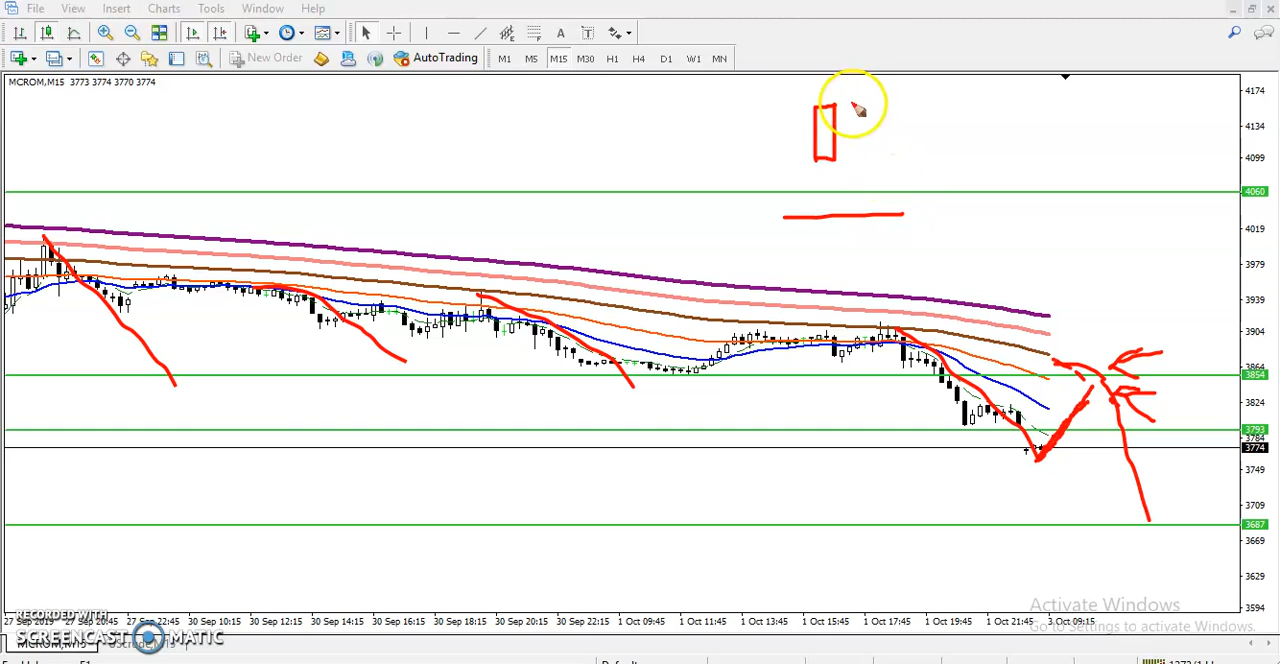 File View Insert Charts Tools Window Help
New Order AutoTrading M1 M5 M15 M30 H1 H4 D1 W1 MN
MCROM,M15 3773 3774 3770 3774
4174
4134
4099
4060
4019
3979
3939
3904
3864
3854
3824
3793
3784
3774
3749
3709
3687
3669
3629
3594
Activate Windows
Go to Settings to activate Windows.
RECORDED WITH
SCREENCAST MATIC
27 Sep 2019 27 Sep 20:45 27 Sep 22:45 30 Sep 10:15 30 Sep 12:15 30 Sep 14:15 30 Sep 16:15 30 Sep 18:15 30 Sep 20:15 30 Sep 22:15 1 Oct 09:45 1 Oct 11:45 1 Oct 13:45 1 Oct 15:45 1 Oct 17:45 1 Oct 19:45 1 Oct 21:45 3 Oct 09:15
MCROM,M15